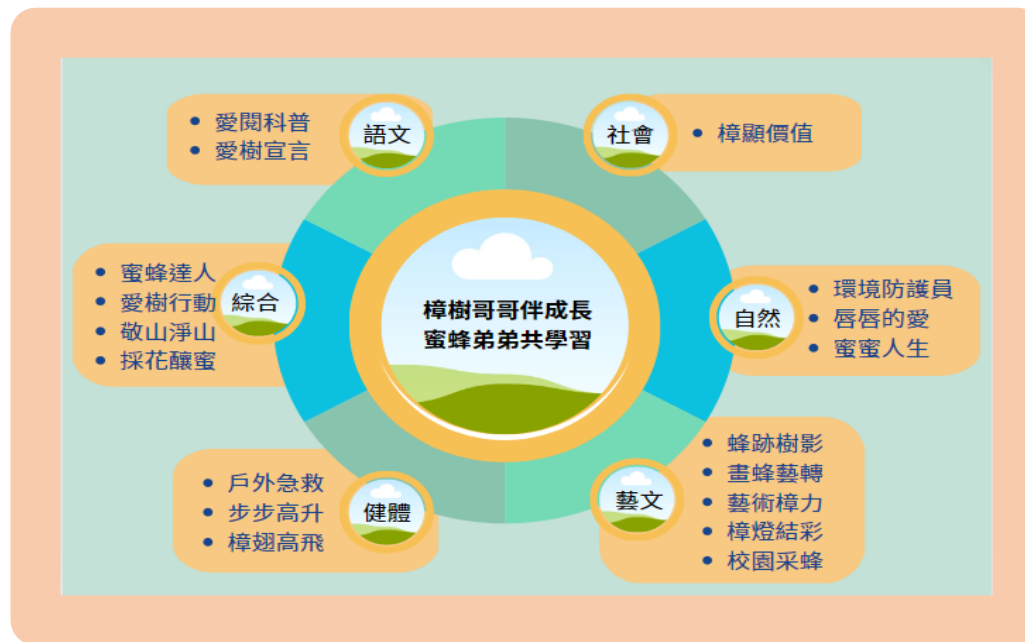 樟樹哥哥伴成長
蜜蜂弟弟共學習
語文
愛閱科普
愛樹宣言
社會
樟顯價值
綜合
蜜蜂達人
愛樹行動
敬山淨山
採花釀蜜
自然
環境防護員
唇唇的愛
蜜蜜人生
健體
戶外急救
步步高升
樟翅高飛
藝文
蜂跡樹影
畫蜂藝轉
藝術樟力
樟燈結彩
校園采蜂